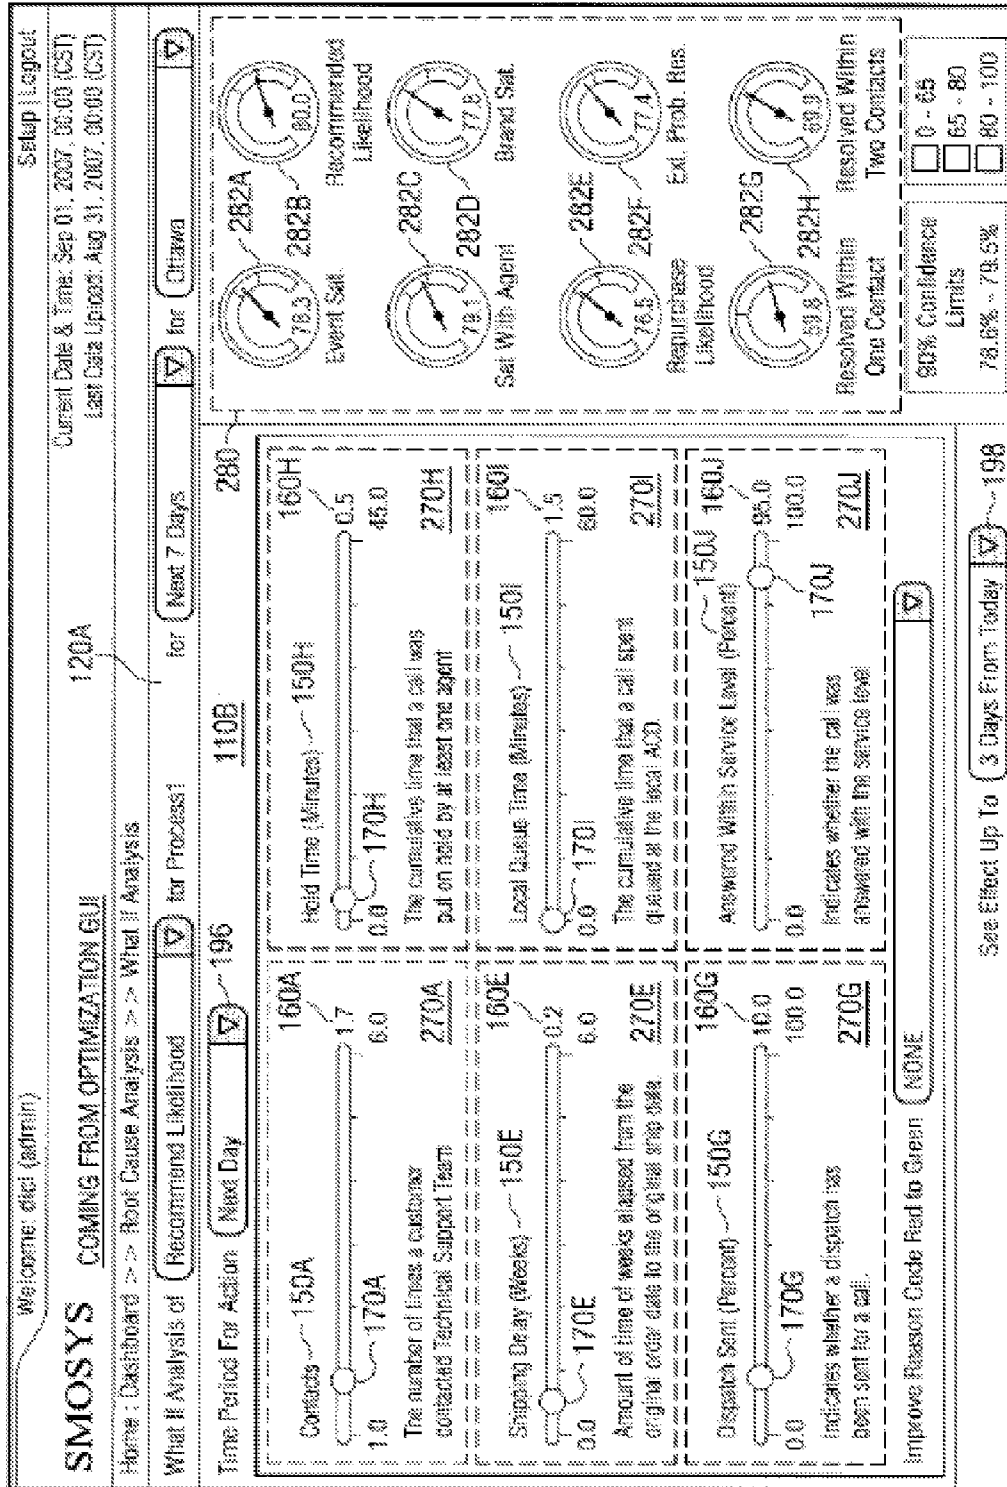 Welcome: dkpl (admin)
Setup | Logout
SMOSYS
COMING FROM OPTIMIZATION GUI
Current Date & Time: Sep 01, 2007, 00:00 (CST)
Last Data Upload: Aug 31, 2007, 00:00 (CST)
120A
Home : Dashboard > > Root Cause Analysis > > What If Analysis
What If Analysis of Recommend Likelihood for Process1 for Next 7 Days for Ottawa
Time Period For Action Next Day 196
110B
280
Contacts 150A
160A
1.0
1.7
6.0
170A
The number of times a customer
contacted Technical Support Team
270A
Hold Time (Minutes) 150H
160H
0.0
0.5
45.0
170H
The cumulative time that a call was
put on held by at least one agent
270H
Shipping Delay (Weeks) 150E
160E
0.0
0.2
6.0
170E
Amount of time of weeks elapsed from the
original order date to the original ship date.
270E
Local Queue Time (Minutes) 150I
160I
0.0
1.5
60.0
170I
The cumulative time that a call spent
queued at the local ACD.
270I
Dispatch Sent (Percent) 150G
160G
0.0
10.0
100.0
170G
Indicates whether a dispatch has
been sent for a call.
270G
Answered Within Service Level (Percent) 150J
160J
0.0
95.0
100.0
170J
Indicates whether the call was
answered with the service level
270J
Improve Reason Code Red to Green NONE
See Effect Up To 3 Days From Today 198
78.3
Event Sat.
282A
80.0
Recommended
Likelihood
282B
79.1
Sat With Agent
282C
77.8
Brand Sat.
282D
76.5
Repurchase
Likelihood
282E
77.4
Ext. Prob. Res.
282F
59.8
Resolved Within
One Contact
282G
69.8
Resolved Within
Two Contacts
282H
90% Confidence
Limits
78.6% - 79.5%
0 - 65
65 - 80
80 - 100